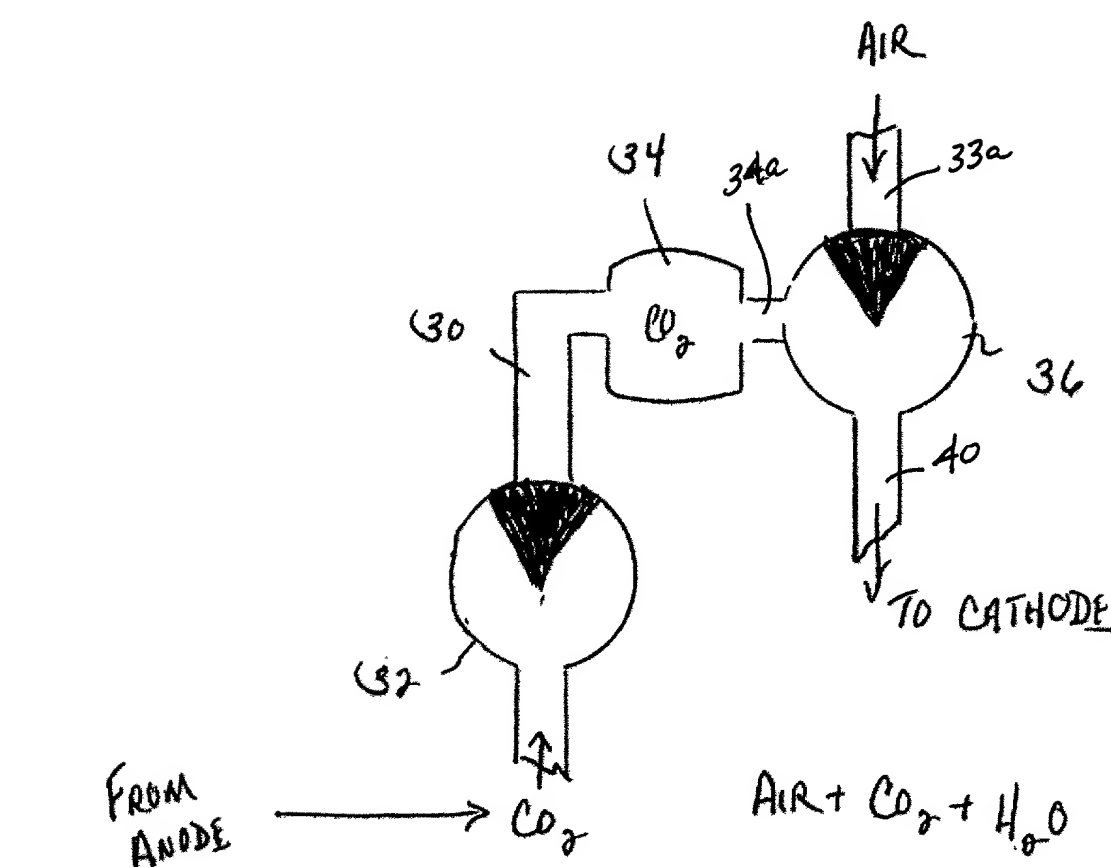 AIR
34
34a
33a
30
CO2
36
40
TO CATHODE
32
FROM
ANODE
CO2
AIR + CO2 + H2O